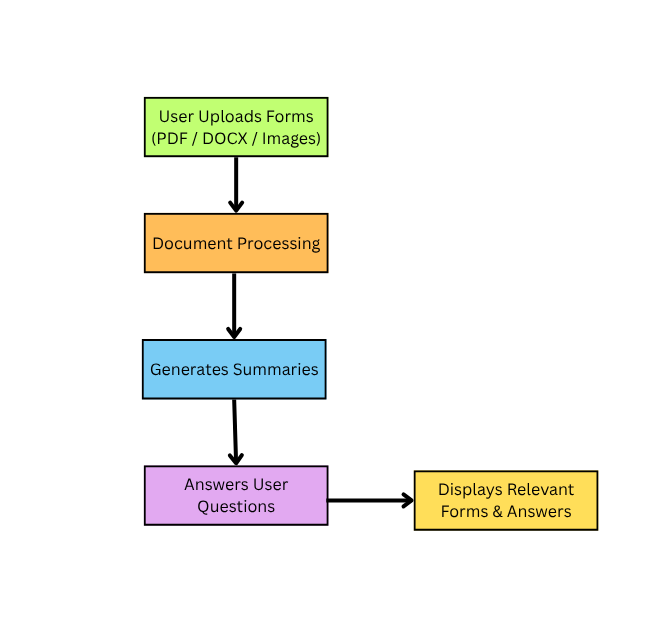 User Uploads Forms
(PDF / DOCX / Images)
Document Processing
Generates Summaries
Answers User
Questions
Displays Relevant
Forms & Answers